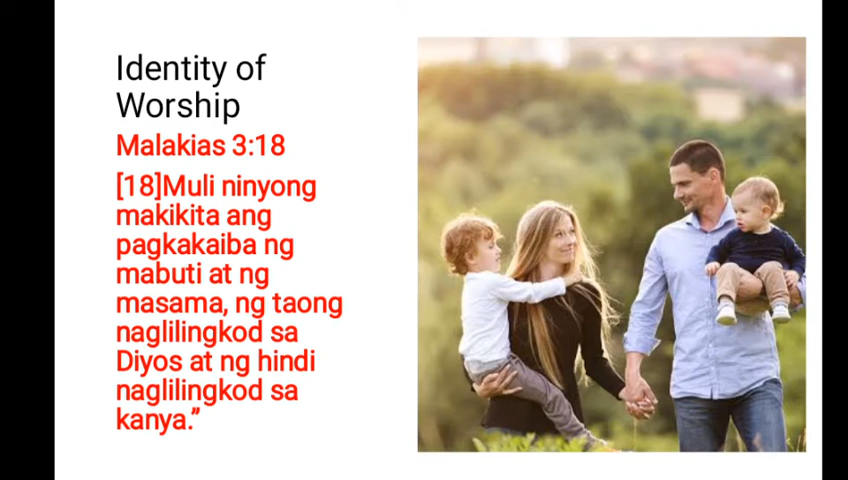 Identity of
Worship
Malakias 3:18
[18]Muli ninyong
makikita ang
pagkakaiba ng
mabuti at ng
masama, ng taong
naglilingkod sa
Diyos at ng hindi
naglilingkod sa
kanya.”